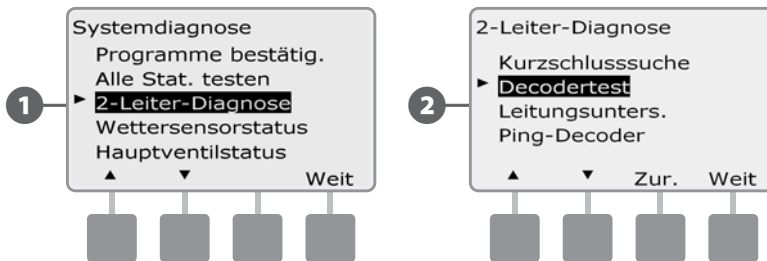 Systemdiagnose
Programme bestätig.
Alle Stat. testen
2-Leiter-Diagnose
Wettersensorstatus
Hauptventilstatus
Weit
1
2-Leiter-Diagnose
Kurzschlusssuche
Decodertest
Leitungsunters.
Ping-Decoder
Zur. Weit
2